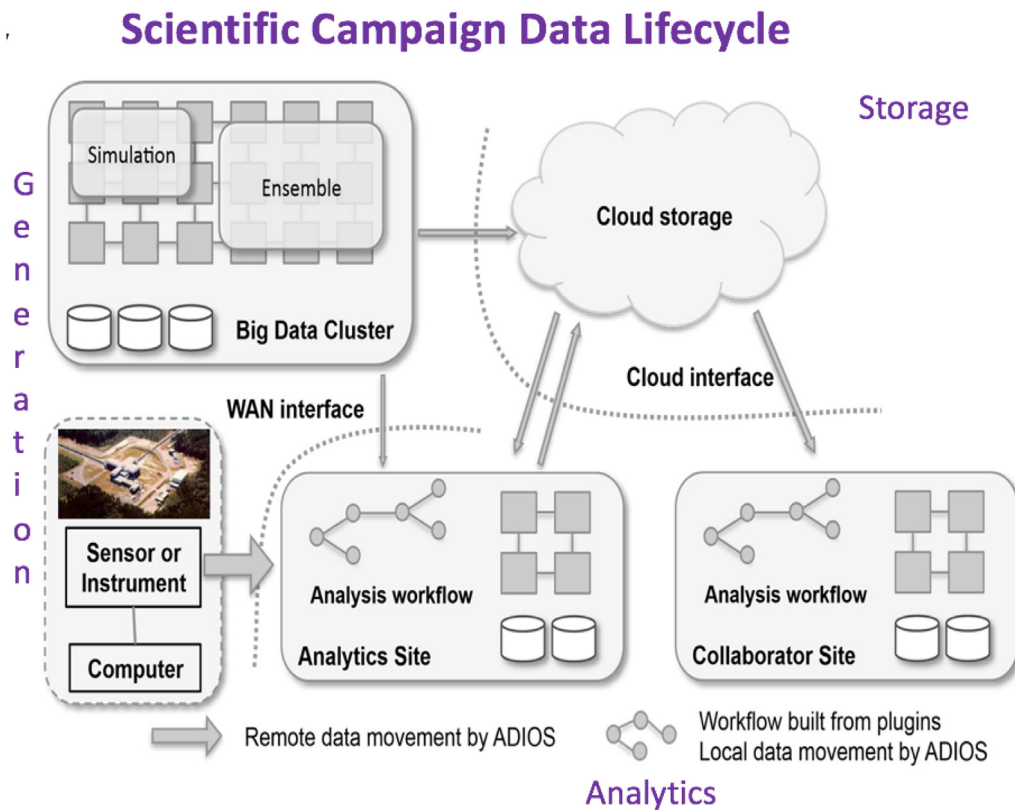 Scientific Campaign Data Lifecycle
Storage
Generation
Simulation
Ensemble
Big Data Cluster
Cloud storage
WAN interface
Cloud interface
Sensor or
Instrument
Computer
Analysis workflow
Analytics Site
Analysis workflow
Collaborator Site
Remote data movement by ADIOS
Workflow built from plugins
Local data movement by ADIOS
Analytics